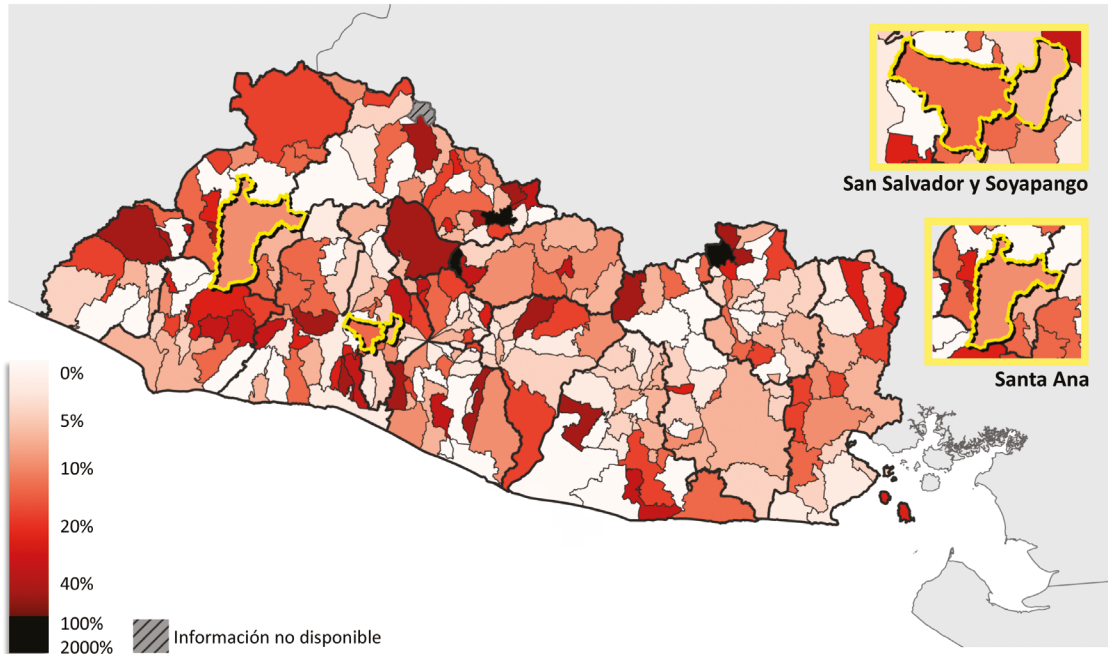 San Salvador y Soyapango
Santa Ana
0%
5%
10%
20%
40%
100%
2000%
Información no disponible